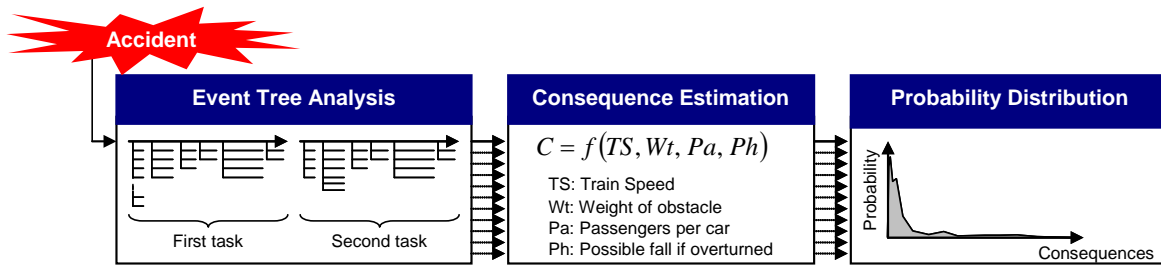 Accident
Event Tree Analysis
First task
Second task
Consequence Estimation
C = f(TS, Wt, Pa, Ph)
TS: Train Speed
Wt: Weight of obstacle
Pa: Passengers per car
Ph: Possible fall if overturned
Probability Distribution
Probability
Consequences